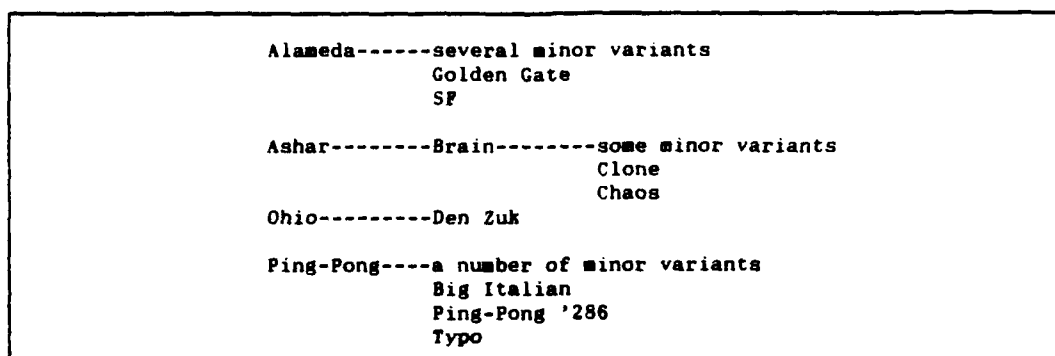 Alameda------several minor variants
Golden Gate
SF
Ashar--------Brain--------some minor variants
Clone
Chaos
Ohio---------Den Zuk
Ping-Pong----a number of minor variants
Big Italian
Ping-Pong '286
Typo